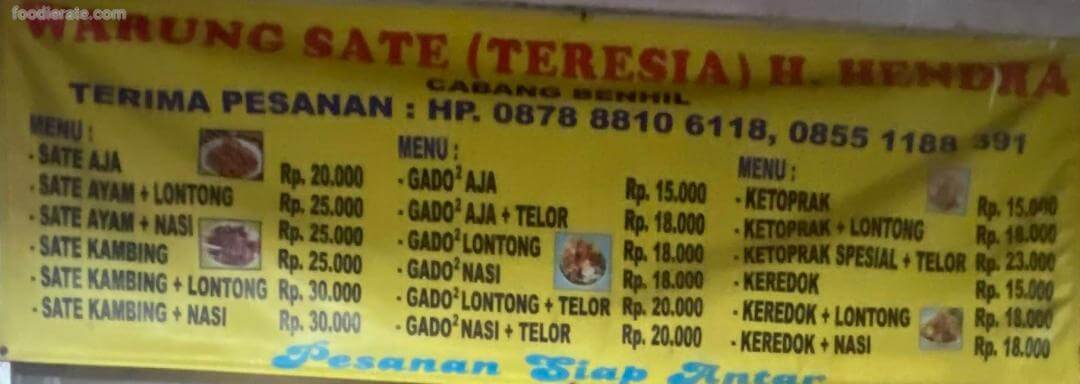 foodierate.com
WARUNG SATE (TERESIA) H. HENDRA
CABANG BENHIL
TERIMA PESANAN : HP. 0878 8810 6118, 0855 1188 391
MENU :
- SATE AJA Rp. 20.000
- SATE AYAM + LONTONG Rp. 25.000
- SATE AYAM + NASI Rp. 25.000
- SATE KAMBING Rp. 25.000
- SATE KAMBING + LONTONG Rp. 30.000
- SATE KAMBING + NASI Rp. 30.000
MENU :
- GADO² AJA Rp. 15.000
- GADO² AJA + TELOR Rp. 18.000
- GADO² LONTONG Rp. 18.000
- GADO² NASI Rp. 18.000
- GADO² LONTONG + TELOR Rp. 20.000
- GADO² NASI + TELOR Rp. 20.000
MENU :
- KETOPRAK Rp. 15.000
- KETOPRAK + LONTONG Rp. 18.000
- KETOPRAK SPESIAL + TELOR Rp. 23.000
- KEREDOK Rp. 15.000
- KEREDOK + LONTONG Rp. 18.000
- KEREDOK + NASI Rp. 18.000
Pesanan Siap Antar